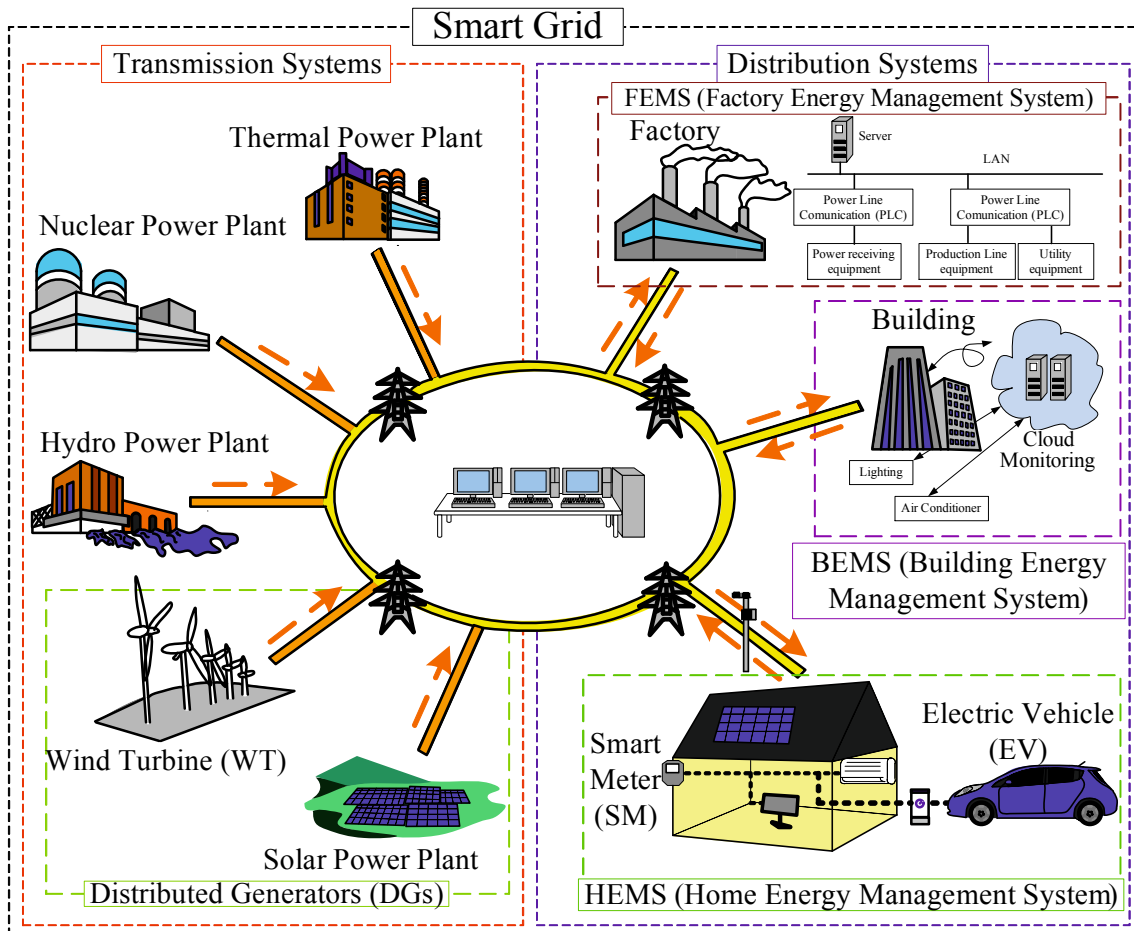 Smart Grid
Transmission Systems
Thermal Power Plant
Nuclear Power Plant
Hydro Power Plant
Wind Turbine (WT)
Solar Power Plant
Distributed Generators (DGs)
Distribution Systems
FEMS (Factory Energy Management System)
Factory
Server
LAN
Power Line
Comunication (PLC)
Power Line
Comunication (PLC)
Power receiving
equipment
Production Line
equipment
Utility
equipment
Building
Cloud
Monitoring
Lighting
Air Conditioner
BEMS (Building Energy
Management System)
Smart
Meter
(SM)
Electric Vehicle
(EV)
HEMS (Home Energy Management System)